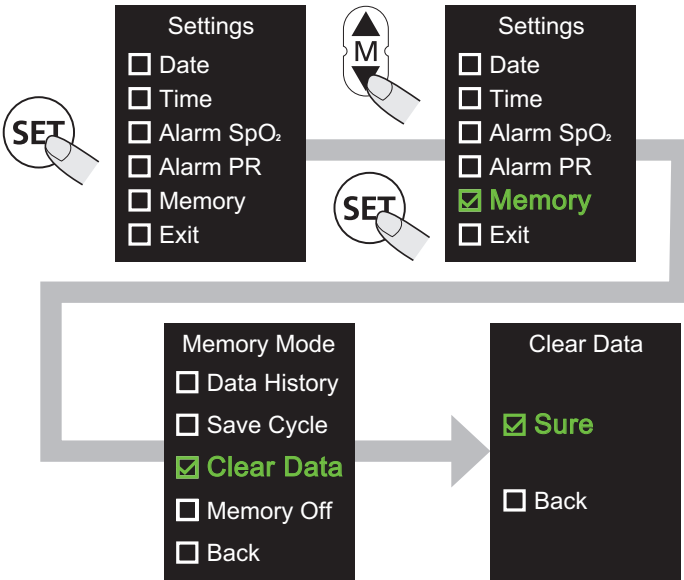 SET
Settings
Date
Time
Alarm SpO₂
Alarm PR
Memory
Exit
M
SET
Settings
Date
Time
Alarm SpO₂
Alarm PR
Memory
Exit
Memory Mode
Data History
Save Cycle
Clear Data
Memory Off
Back
Clear Data
Sure
Back